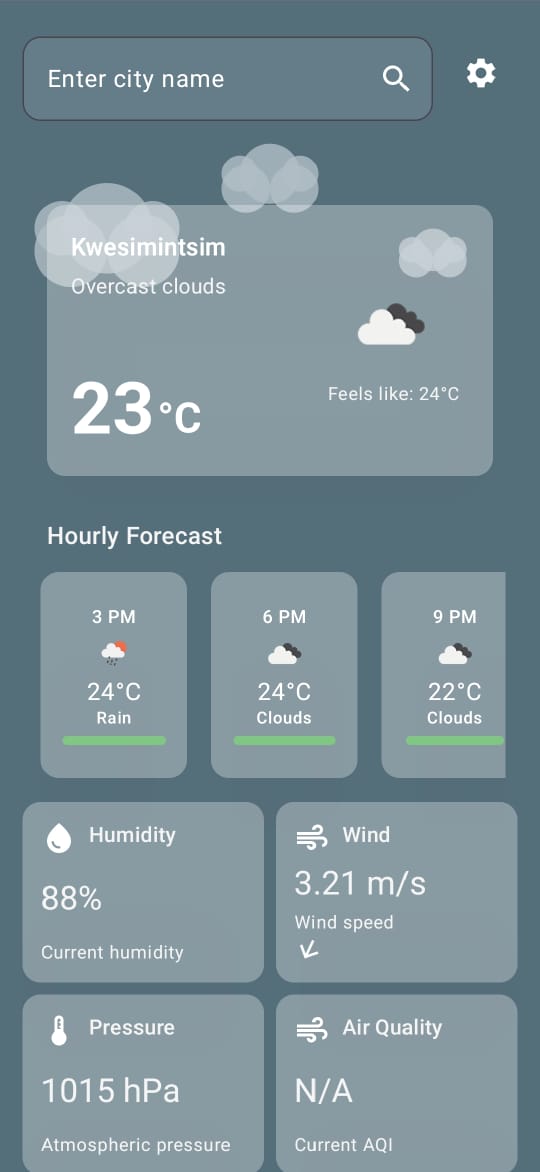 Enter city name
Kwesimintsim
Overcast clouds
23°C
Feels like: 24°C
Hourly Forecast
3 PM
24°C
Rain
6 PM
24°C
Clouds
9 PM
22°C
Clouds
Humidity
88%
Current humidity
Wind
3.21 m/s
Wind speed
Pressure
1015 hPa
Atmospheric pressure
Air Quality
N/A
Current AQI